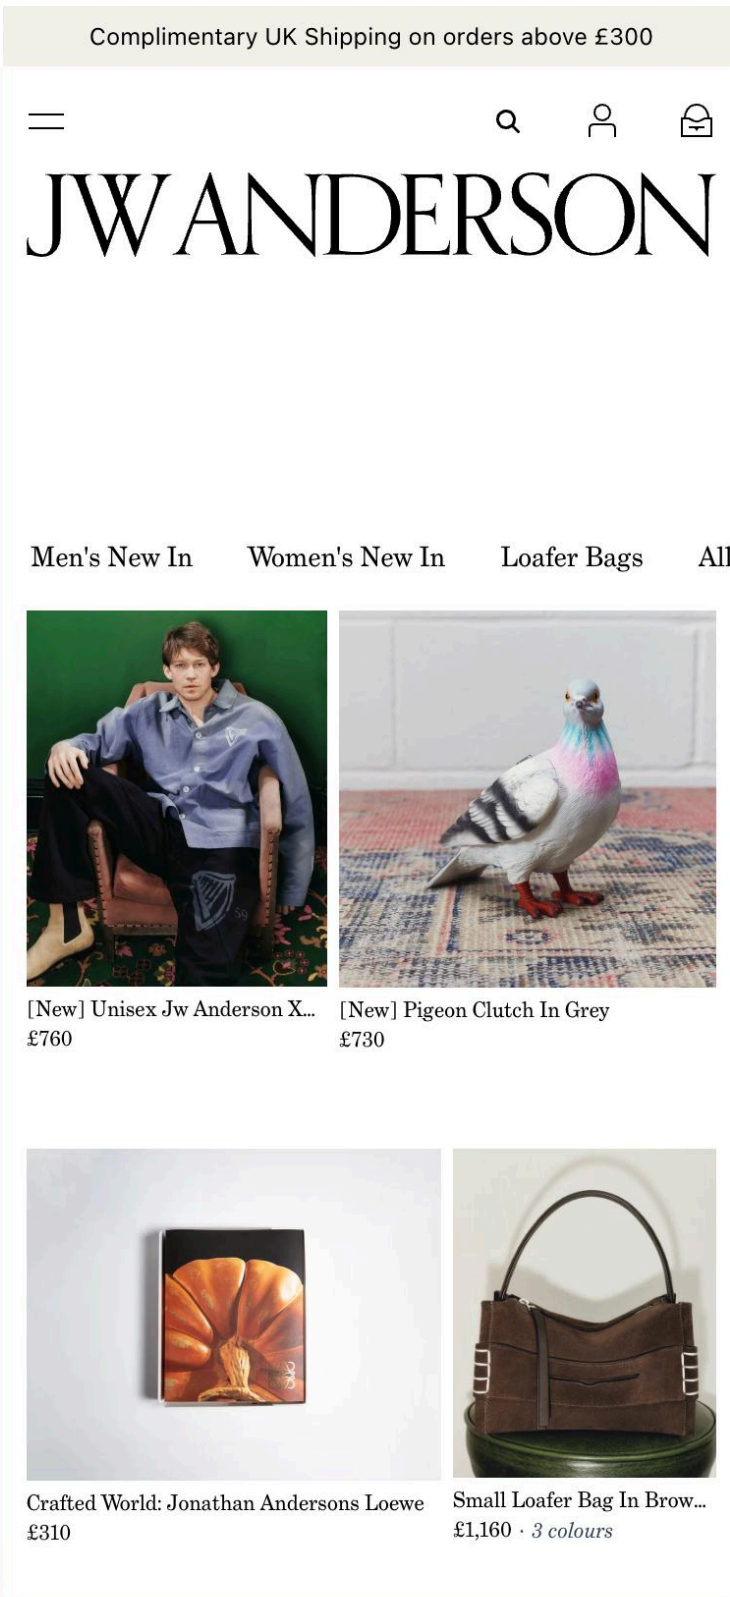 Complimentary UK Shipping on orders above £300
JW ANDERSON
Men's New In
Women's New In
Loafer Bags
All
59
[New] Unisex Jw Anderson X...
£760
[New] Pigeon Clutch In Grey
£730
Crafted World: Jonathan Andersons Loewe
£310
Small Loafer Bag In Brow...
£1,160 · 3 colours